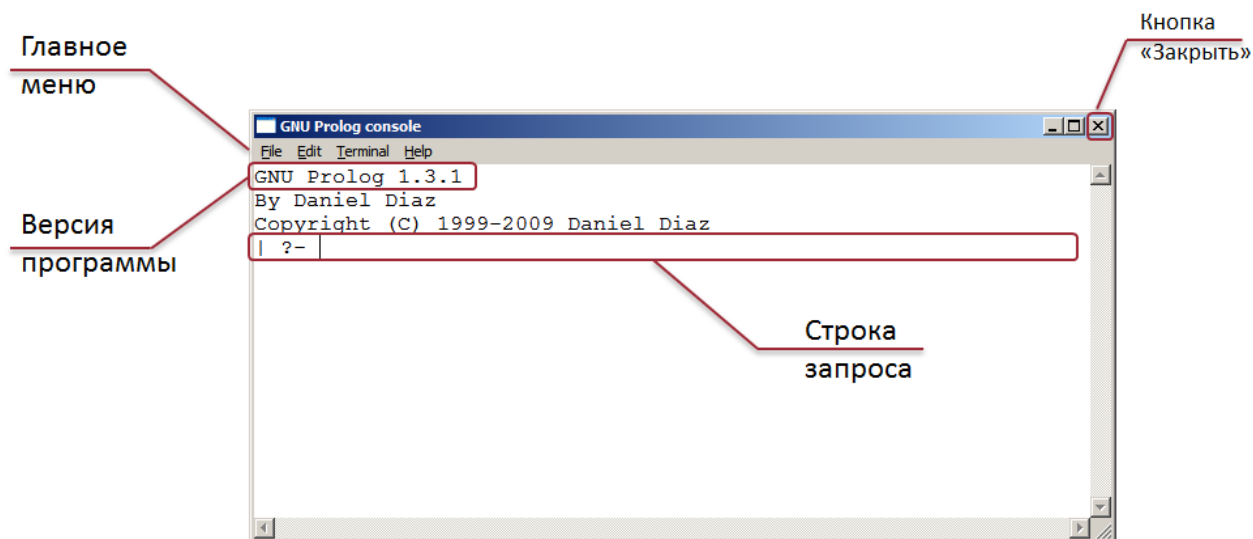 Кнопка
«Закрыть»
Главное
меню
GNU Prolog console
File Edit Terminal Help
GNU Prolog 1.3.1
By Daniel Diaz
Copyright (C) 1999-2009 Daniel Diaz
| ?-
Версия
программы
Строка
запроса